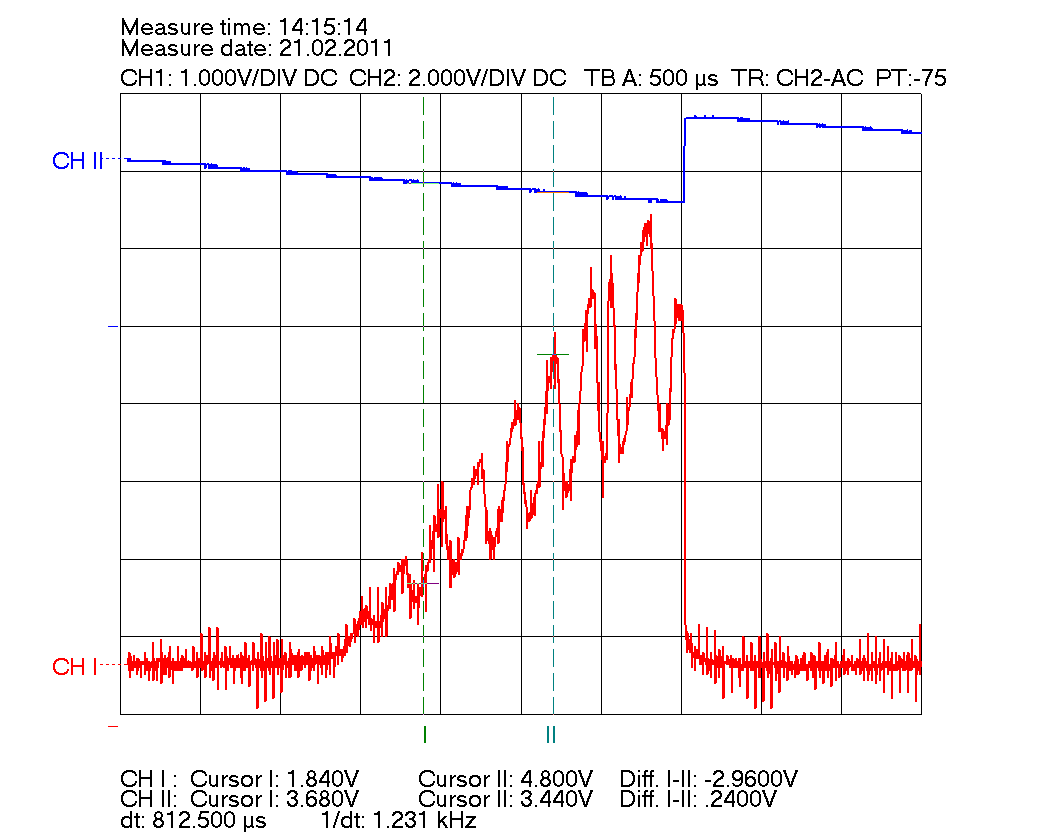 Measure time: 14:15:14
Measure date: 21.02.2011
CH1: 1.000V/DIV DC CH2: 2.000V/DIV DC TB A: 500 µs TR: CH2-AC PT:-75
CH II
CH I
I II
CH I : Cursor I: 1.840V Cursor II: 4.800V Diff. I-II: -2.9600V
CH II: Cursor I: 3.680V Cursor II: 3.440V Diff. I-II: .2400V
dt: 812.500 µs 1/dt: 1.231 kHz